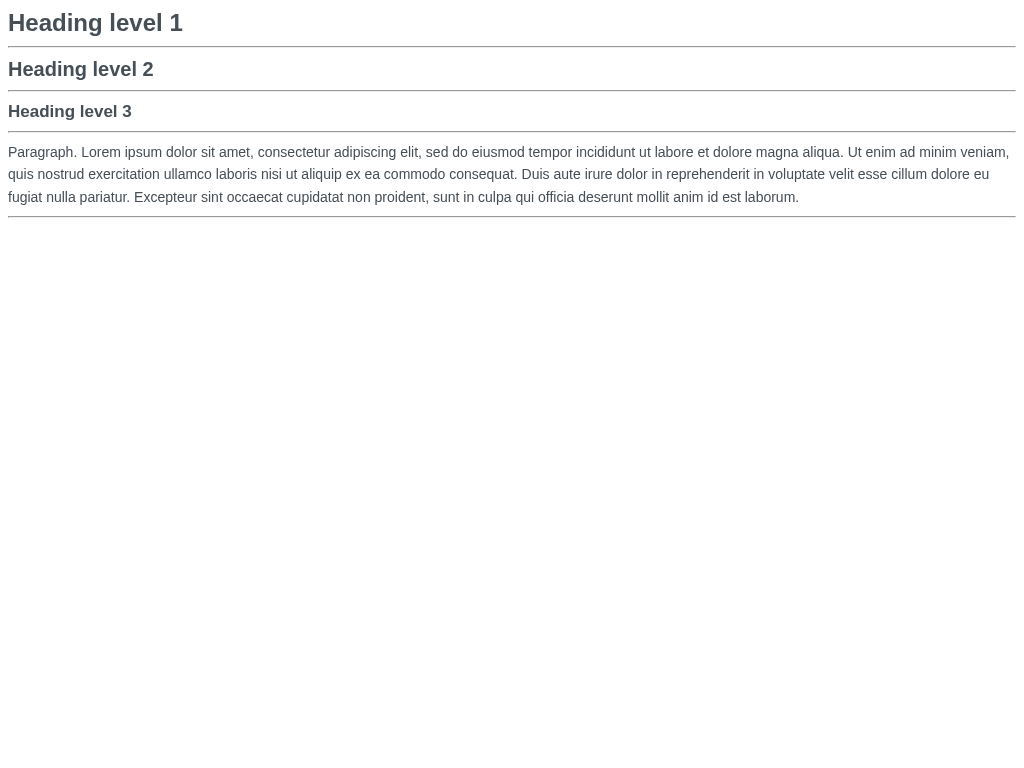 Heading level 1
Heading level 2
Heading level 3
Paragraph. Lorem ipsum dolor sit amet, consectetur adipiscing elit, sed do eiusmod tempor incididunt ut labore et dolore magna aliqua. Ut enim ad minim veniam,
quis nostrud exercitation ullamco laboris nisi ut aliquip ex ea commodo consequat. Duis aute irure dolor in reprehenderit in voluptate velit esse cillum dolore eu
fugiat nulla pariatur. Excepteur sint occaecat cupidatat non proident, sunt in culpa qui officia deserunt mollit anim id est laborum.